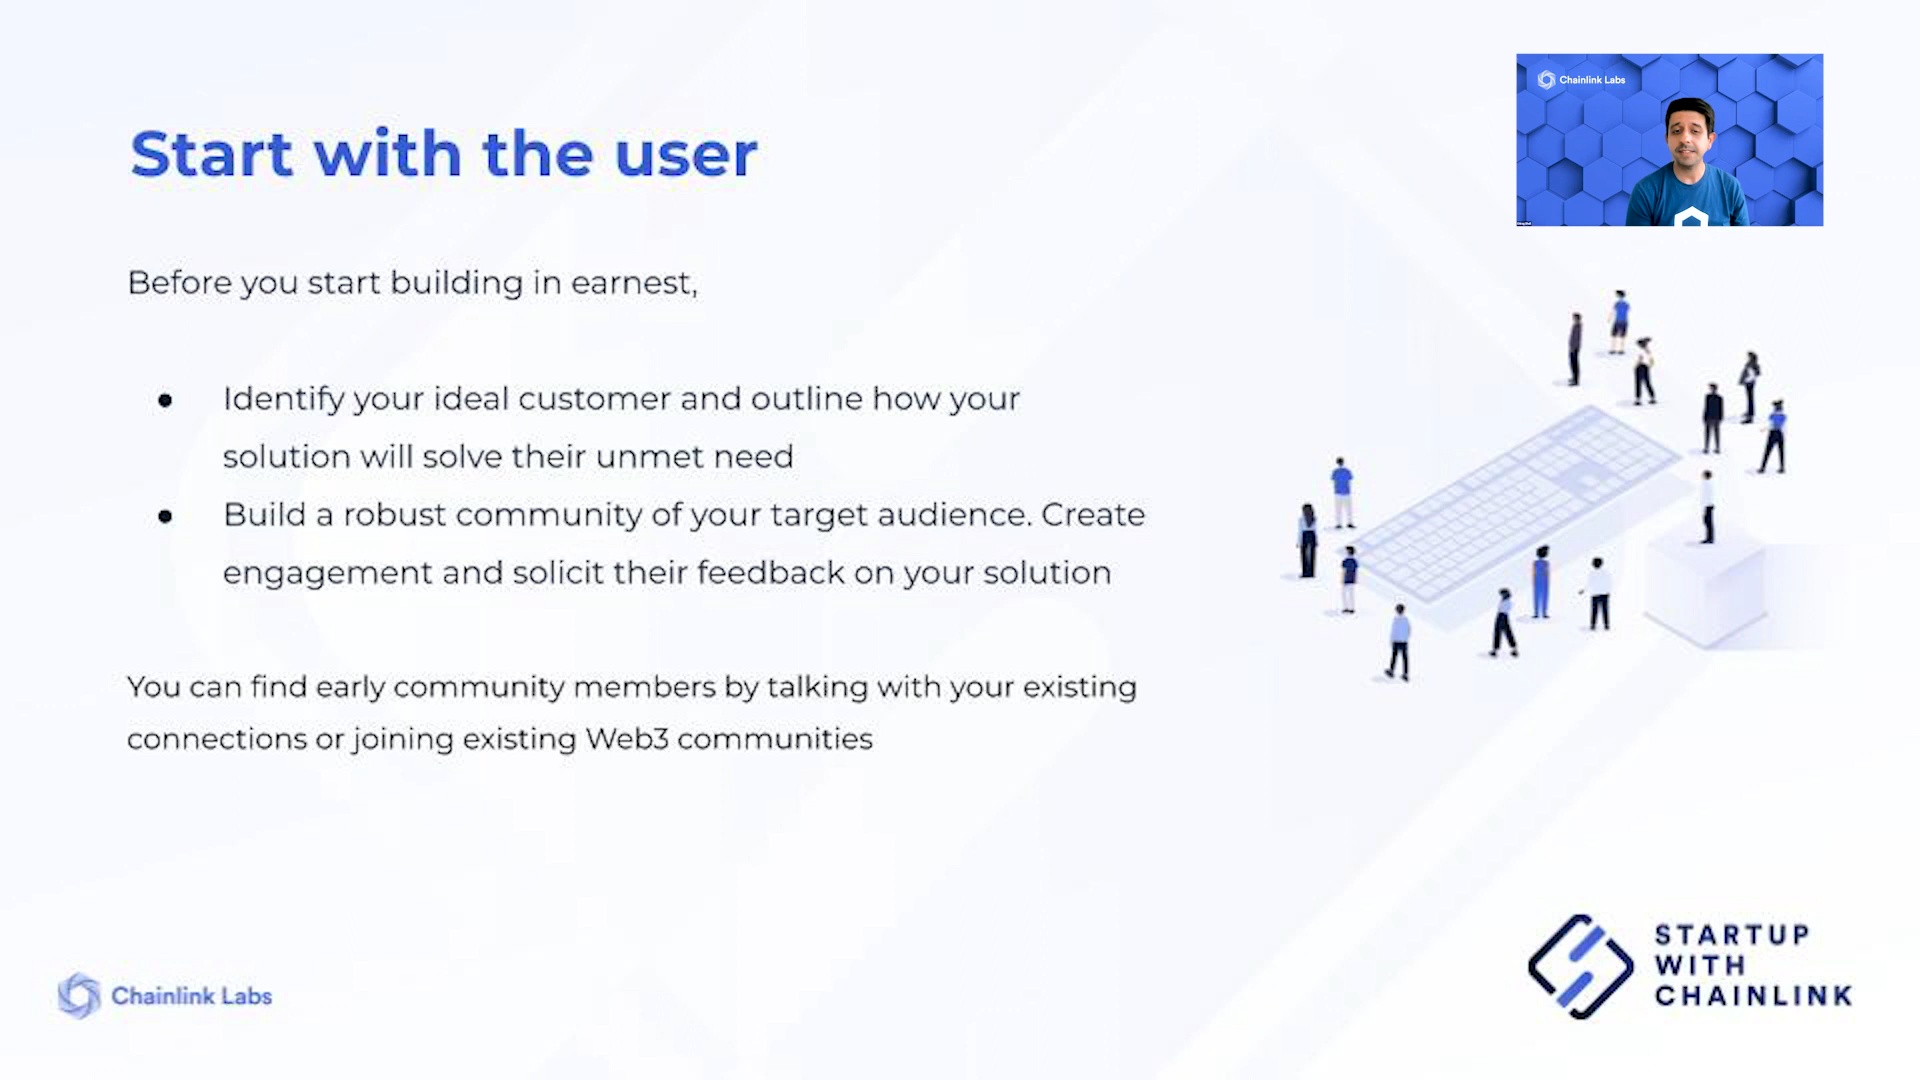 Chainlink Labs
Start with the user
Before you start building in earnest,
● Identify your ideal customer and outline how your
solution will solve their unmet need
● Build a robust community of your target audience. Create
engagement and solicit their feedback on your solution
You can find early community members by talking with your existing
connections or joining existing Web3 communities
Chainlink Labs
STARTUP
WITH
CHAINLINK